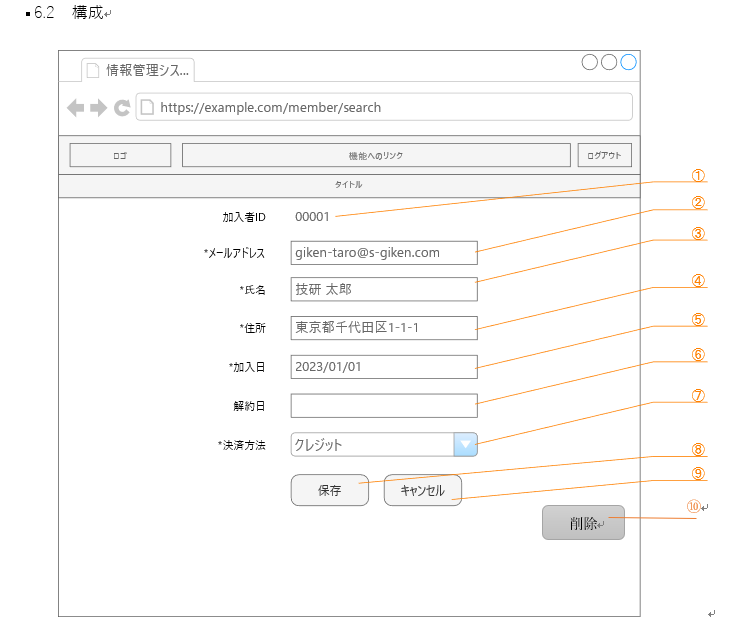 ▪6.2 構成↵
情報管理シス...
https://example.com/member/search
ロゴ 機能へのリンク ログアウト
タイトル
①
加入者ID 00001
②
*メールアドレス giken-taro@s-giken.com
③
*氏名 技研 太郎
④
*住所 東京都千代田区1-1-1
⑤
*加入日 2023/01/01
⑥
解約日
⑦
*決済方法 クレジット
⑧
保存 キャンセル
⑨
⑩↵
削除↵
↵